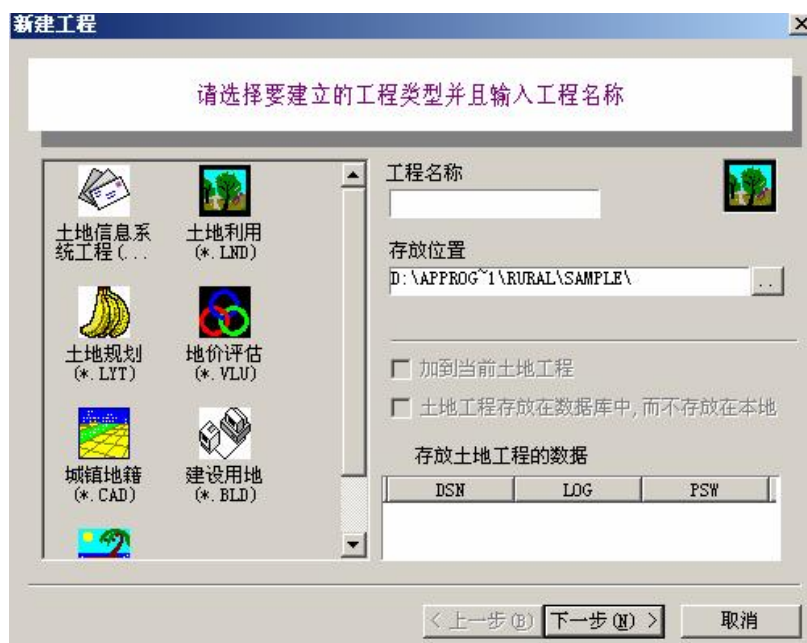 新建工程
请选择要建立的工程类型并且输入工程名称
土地信息系
统工程(...
土地利用
(*.LND)
土地规划
(*.LYT)
地价评估
(*.VLU)
城镇地籍
(*.CAD)
建设用地
(*.BLD)
工程名称
存放位置
D:\APPROG~1\RURAL\SAMPLE\
..
加到当前土地工程
土地工程存放在数据库中,而不存放在本地
存放土地工程的数据
DSN LOG PSW
< 上一步(B) 下一步(N) > 取消